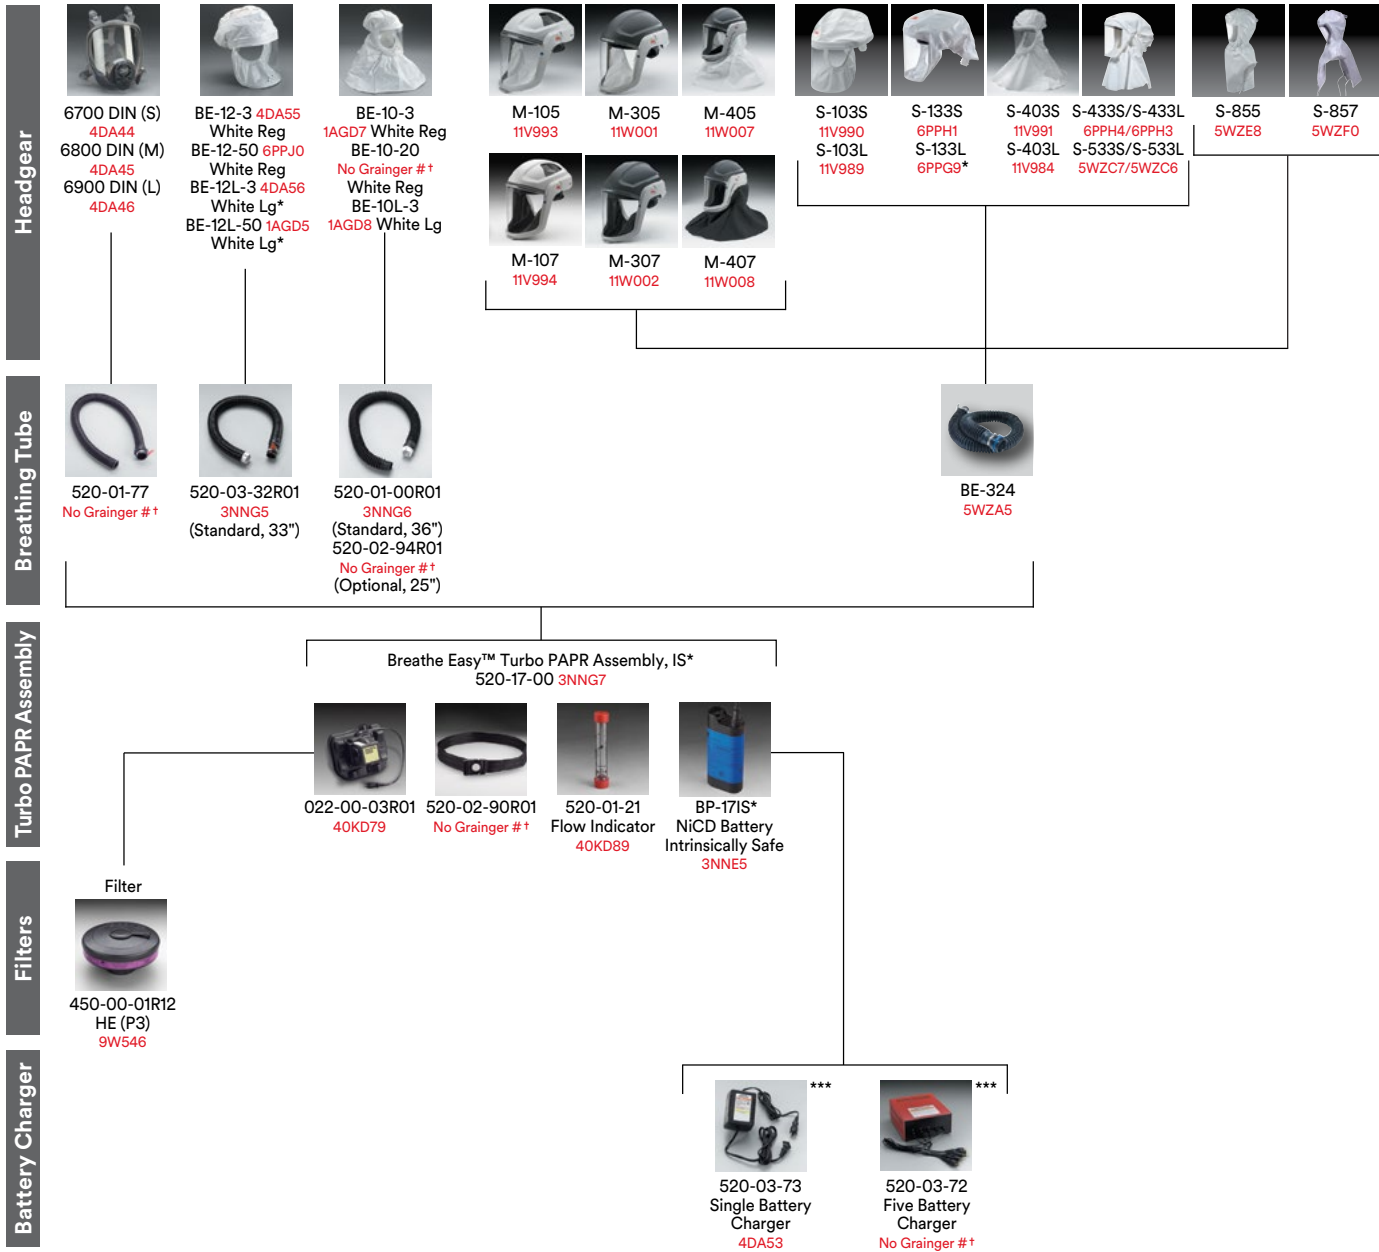 Headgear
6700 DIN (S)
4DA44
6800 DIN (M)
4DA45
6900 DIN (L)
4DA46
BE-12-3 4DA55
White Reg
BE-12-50 6PPJ0
White Reg
BE-12L-3 4DA56
White Lg*
BE-12L-50 1AGD5
White Lg*
BE-10-3
1AGD7 White Reg
BE-10-20
No Grainger #†
White Reg
BE-10L-3
1AGD8 White Lg
M-105
11V993
M-305
11W001
M-405
11W007
M-107
11V994
M-307
11W002
M-407
11W008
S-103S
11V990
S-103L
11V989
S-133S
6PPH1
S-133L
6PPG9*
S-403S
11V991
S-403L
11V984
S-433S/S-433L
6PPH4/6PPH3
S-533S/S-533L
5WZC7/5WZC6
S-855
5WZE8
S-857
5WZF0
Breathing Tube
520-01-77
No Grainger #†
520-03-32R01
3NNG5
(Standard, 33")
520-01-00R01
3NNG6
(Standard, 36")
520-02-94R01
No Grainger #†
(Optional, 25")
BE-324
5WZA5
Turbo PAPR Assembly
Breathe Easy™ Turbo PAPR Assembly, IS*
520-17-00 3NNG7
022-00-03R01
40KD79
520-02-90R01
No Grainger #†
520-01-21
Flow Indicator
40KD89
BP-17IS*
NiCD Battery
Intrinsically Safe
3NNE5
Filters
Filter
450-00-01R12
HE (P3)
9W546
Battery Charger
***
520-03-73
Single Battery
Charger
4DA53
***
520-03-72
Five Battery
Charger
No Grainger #†